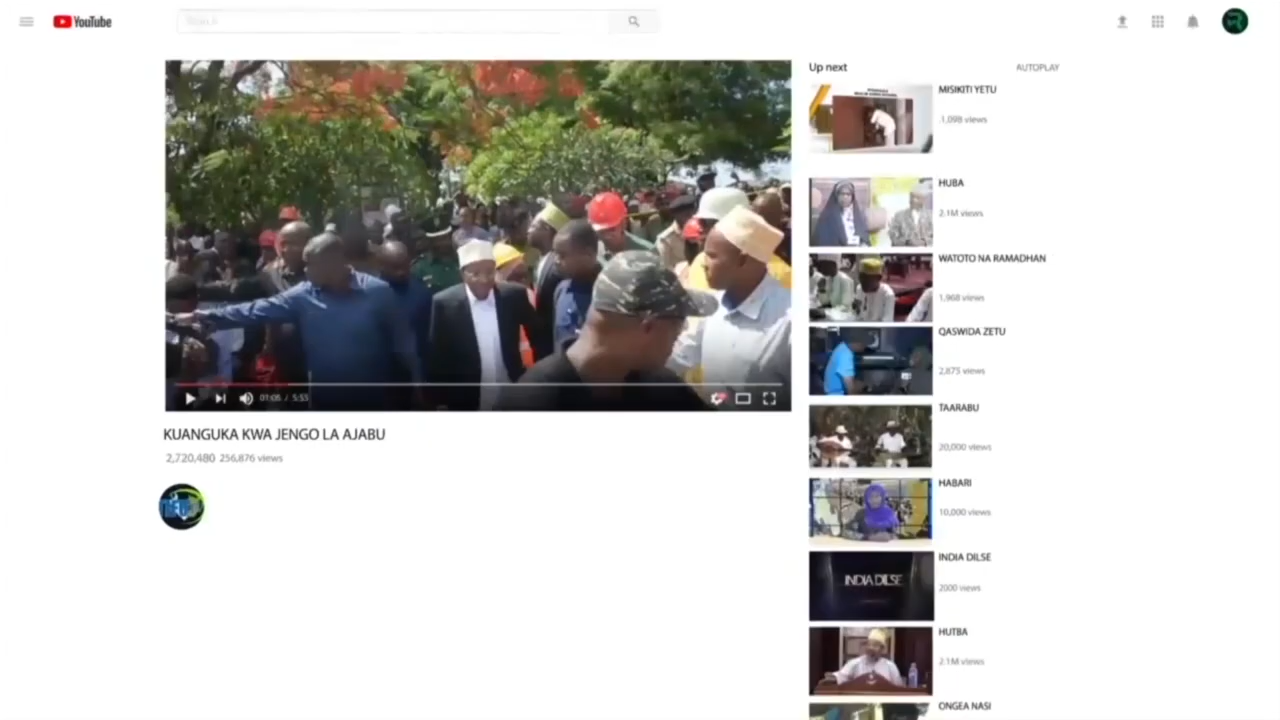 YouTube
01:05 / 5:53
KUANGUKA KWA JENGO LA AJABU
2,720,480 256,876 views
Up next
AUTOPLAY
MISIKITI YETU
1,098 views
HUBA
2.1M views
WATOTO NA RAMADHAN
1,968 views
QASWIDA ZETU
2,875 views
TAARABU
20,000 views
HABARI
10,000 views
INDIA DILSE
INDIA DILSE
2000 views
HUTBA
2.1M views
ONGEA NASI